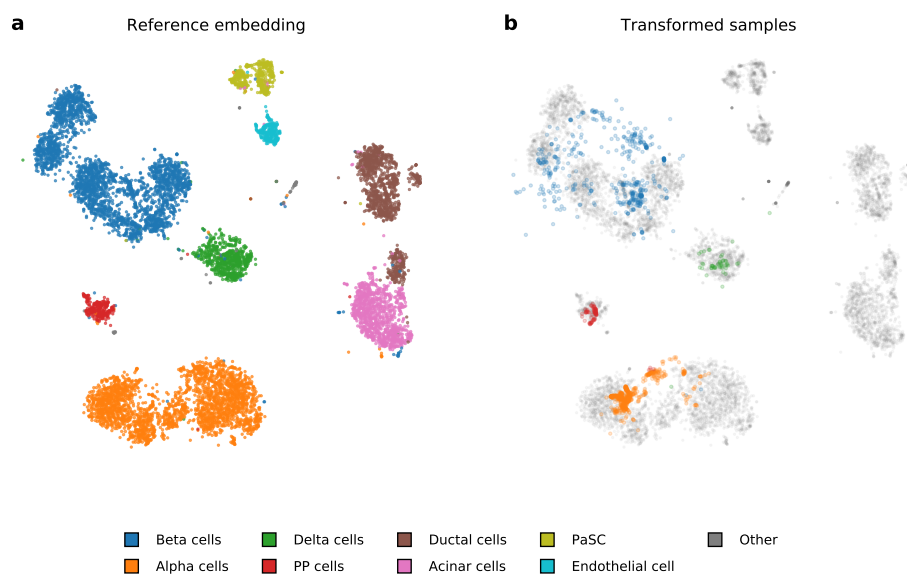 a Reference embedding
b Transformed samples
Beta cells Delta cells Ductal cells PaSC Other
Alpha cells PP cells Acinar cells Endothelial cell